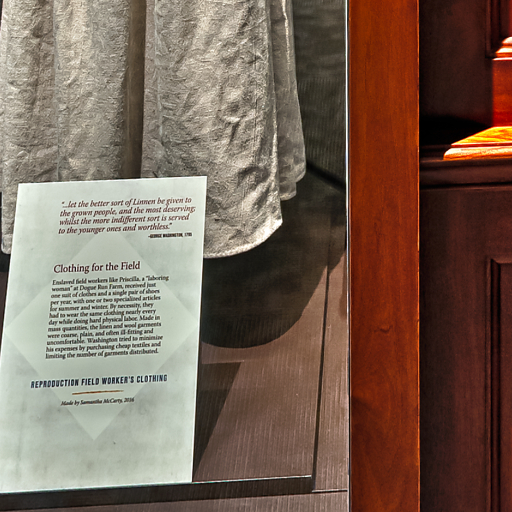 "...let the better sort of Linnen be given to
the grown people, and the most deserving;
whilst the more indifferent sort is served
to the younger ones and worthless."
-GEORGE WASHINGTON, 1795
Clothing for the Field
Enslaved field workers like Priscilla, a "laboring
woman" at Dogue Run Farm, received just
one suit of clothes and a single pair of shoes
per year, with one or two specialized articles
for summer and winter. By necessity, they
had to wear the same clothing nearly every
day while doing hard physical labor. Made in
mass quantities, the linen and wool garments
were coarse, plain, and often ill-fitting and
uncomfortable. Washington tried to minimize
his expenses by purchasing cheap textiles and
limiting the number of garments distributed.
REPRODUCTION FIELD WORKER'S CLOTHING
Made by Samantha McCarty, 2016